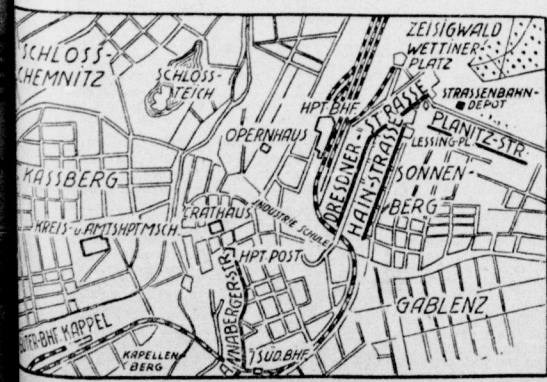 ZEISIGWALD
WETTINER-
PLATZ
SCHLOSS-
CHEMNITZ
SCHLOSS-
TEICH
STRASSENBAHN-
DEPOT
HPT-BHF.
DRESDNER-STRASSE
PLANITZ-STR.
OPERNHAUS
LESSING-PL.
HAIN-STRASSE
KASSBERG
SONNEN-
BERG
RATHAUS
INDUSTRIE SCHULE
KREIS-u.AMTSHPTMSCH.
HPT.POST
ANNABERGER-STR.
GABLENZ
GÜTER-BHF. KAPPEL
KAPELLEN-
BERG
SÜD.BHF.